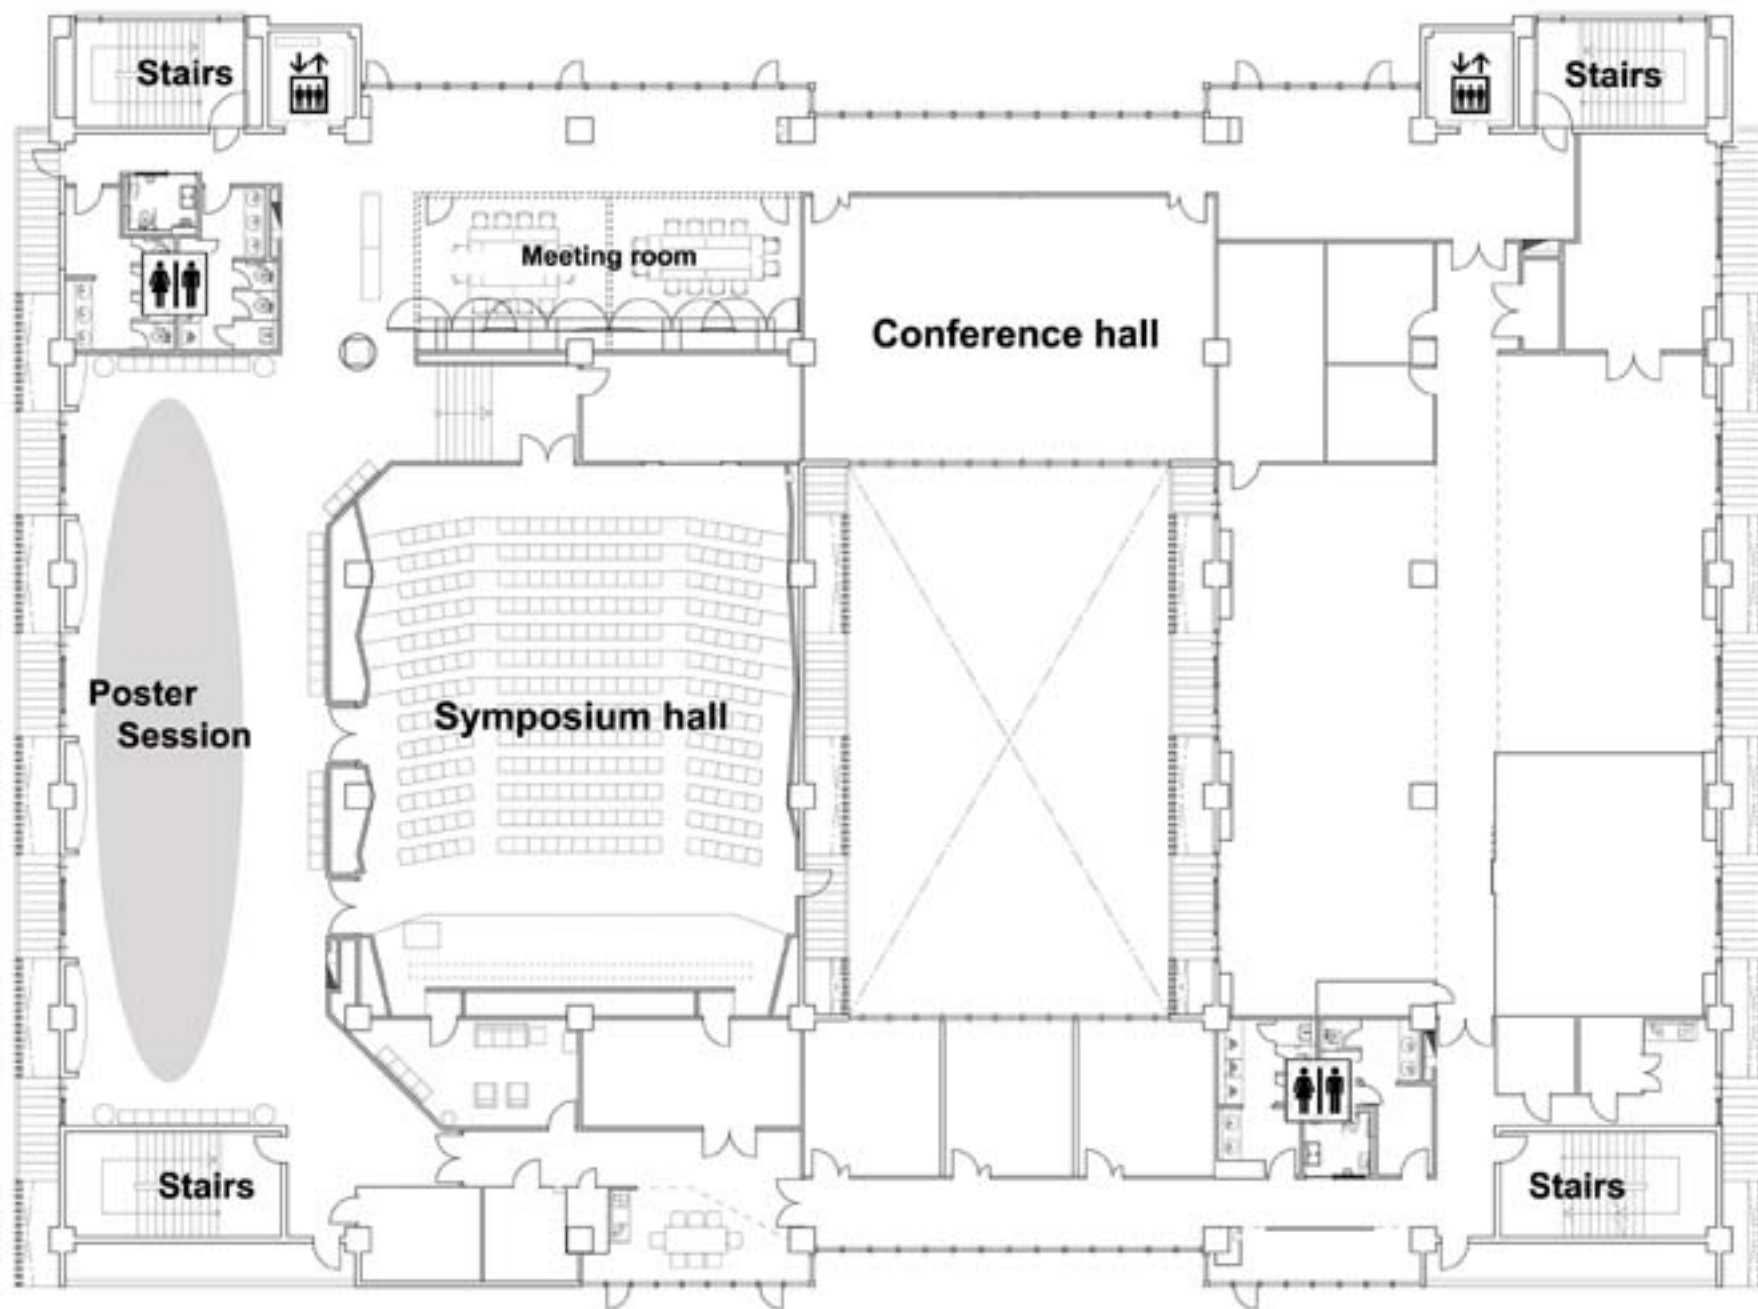 Stairs
Stairs
Meeting room
Conference hall
Poster
Session
Symposium hall
Stairs
Stairs